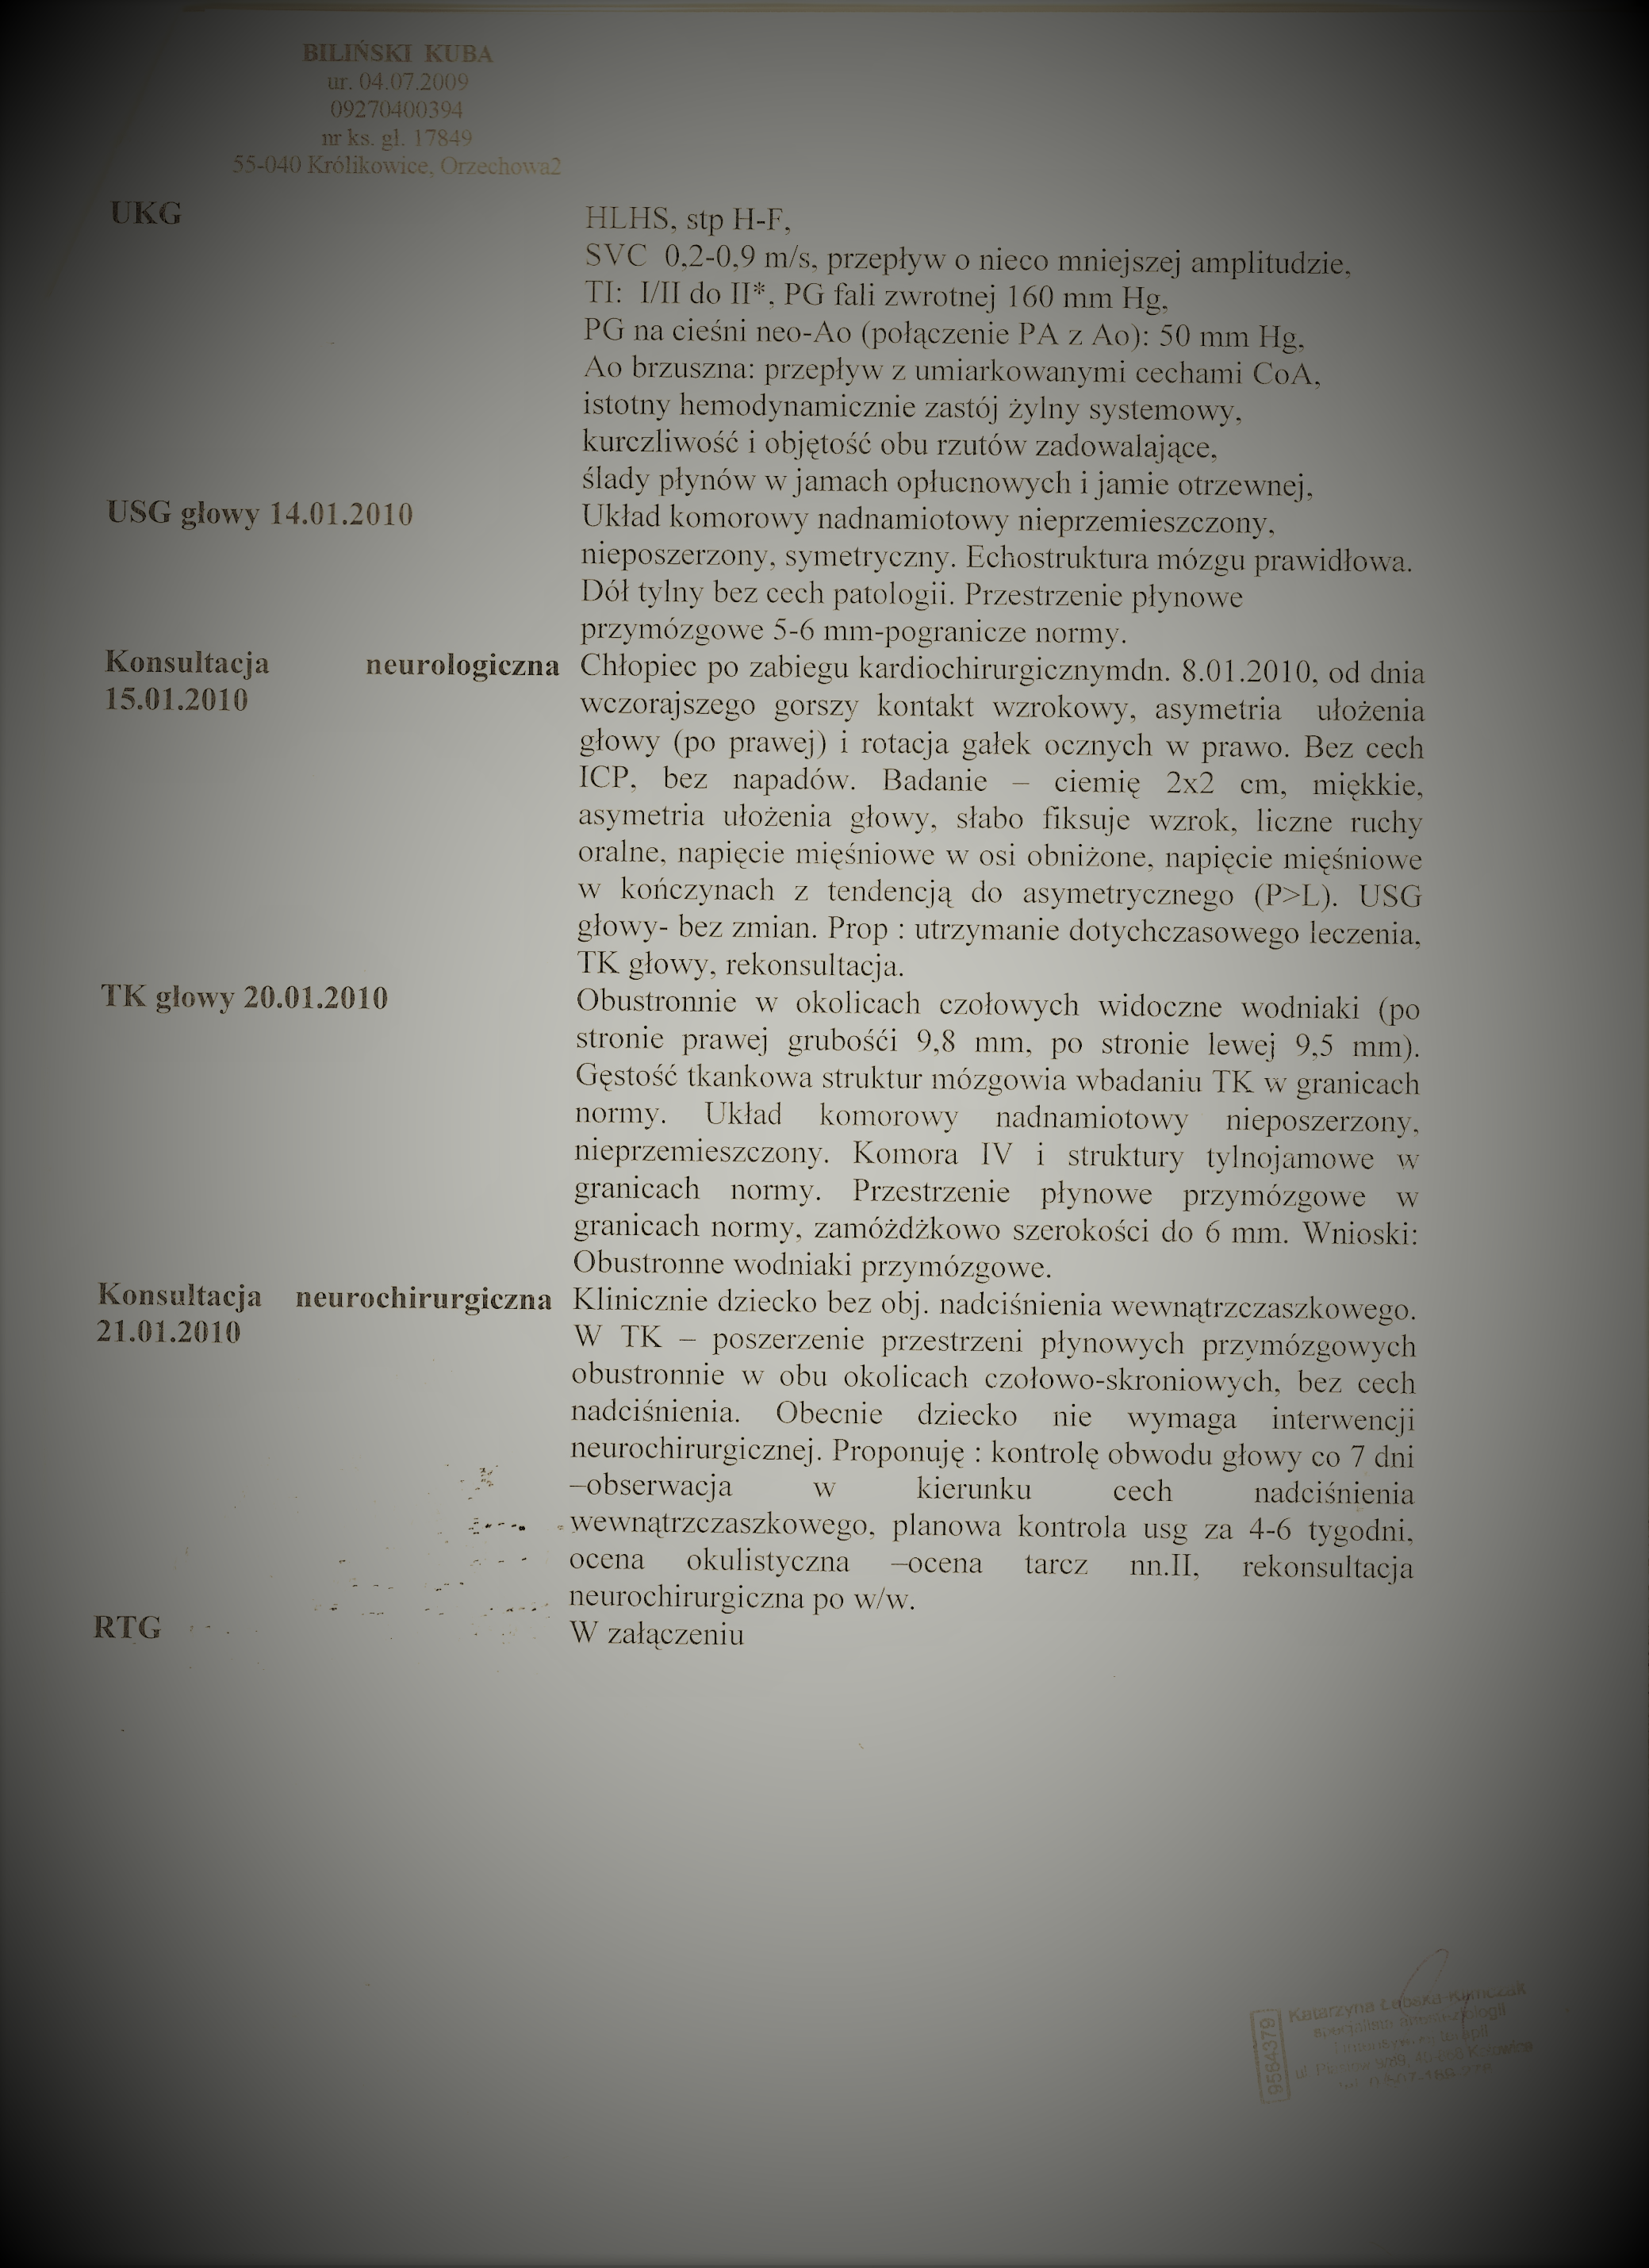 BILIŃSKI KUBA
ur. 04.07.2009
09270400394
nr ks. gł. 17849
55-040 Królikowice, Orzechowa2
UKG
HLHS, stp H-F,
SVC 0,2-0,9 m/s, przepływ o nieco mniejszej amplitudzie,
TI: I/II do II*, PG fali zwrotnej 160 mm Hg,
PG na cieśni neo-Ao (połączenie PA z Ao): 50 mm Hg,
Ao brzuszna: przepływ z umiarkowanymi cechami CoA,
istotny hemodynamicznie zastój żylny systemowy,
kurczliwość i objętość obu rzutów zadowalające,
ślady płynów w jamach opłucnowych i jamie otrzewnej,
USG głowy 14.01.2010
Układ komorowy nadnamiotowy nieprzemieszczony,
nieposzerzony, symetryczny. Echostruktura mózgu prawidłowa.
Dół tylny bez cech patologii. Przestrzenie płynowe
przymózgowe 5-6 mm-pogranicze normy.
Konsultacja neurologiczna
15.01.2010
Chłopiec po zabiegu kardiochirurgicznymdn. 8.01.2010, od dnia
wczorajszego gorszy kontakt wzrokowy, asymetria ułożenia
głowy (po prawej) i rotacja gałek ocznych w prawo. Bez cech
ICP, bez napadów. Badanie – ciemię 2x2 cm, miękkie,
asymetria ułożenia głowy, słabo fiksuje wzrok, liczne ruchy
oralne, napięcie mięśniowe w osi obniżone, napięcie mięśniowe
w kończynach z tendencją do asymetrycznego (P>L). USG
głowy- bez zmian. Prop : utrzymanie dotychczasowego leczenia,
TK głowy, rekonsultacja.
TK głowy 20.01.2010
Obustronnie w okolicach czołowych widoczne wodniaki (po
stronie prawej grubośći 9,8 mm, po stronie lewej 9,5 mm).
Gęstość tkankowa struktur mózgowia wbadaniu TK w granicach
normy. Układ komorowy nadnamiotowy nieposzerzony,
nieprzemieszczony. Komora IV i struktury tylnojamowe w
granicach normy. Przestrzenie płynowe przymózgowe w
granicach normy, zamóżdżkowo szerokości do 6 mm. Wnioski:
Obustronne wodniaki przymózgowe.
Konsultacja neurochirurgiczna
21.01.2010
Klinicznie dziecko bez obj. nadciśnienia wewnątrzczaszkowego.
W TK – poszerzenie przestrzeni płynowych przymózgowych
obustronnie w obu okolicach czołowo-skroniowych, bez cech
nadciśnienia. Obecnie dziecko nie wymaga interwencji
neurochirurgicznej. Proponuję : kontrolę obwodu głowy co 7 dni
–obserwacja w kierunku cech nadciśnienia
wewnątrzczaszkowego, planowa kontrola usg za 4-6 tygodni,
ocena okulistyczna –ocena tarcz nn.II, rekonsultacja
neurochirurgiczna po w/w.
RTG
W załączeniu
9584379
Katarzyna